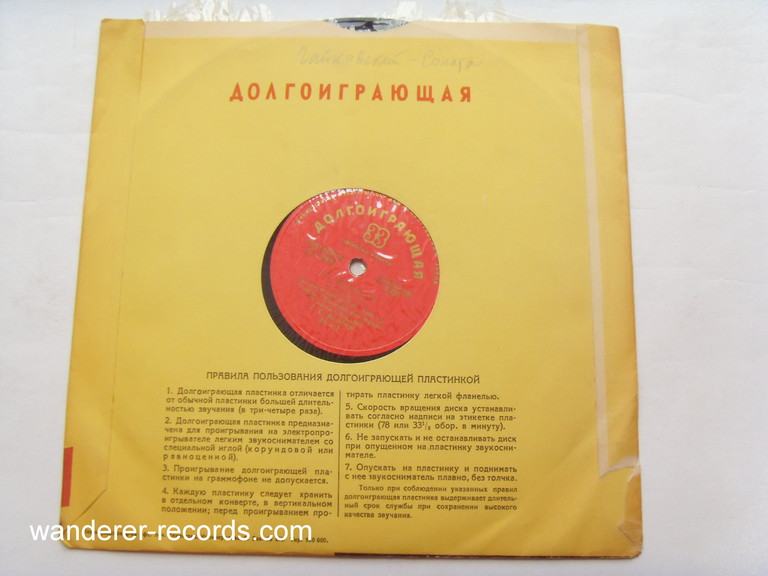 Чайковский - Соната
ДОЛГОИГРАЮЩАЯ
ДОЛГОИГРАЮЩАЯ
33
ПРАВИЛА ПОЛЬЗОВАНИЯ ДОЛГОИГРАЮЩЕЙ ПЛАСТИНКОЙ
1. Долгоиграющая пластинка отличается
от обычной пластинки большей длитель-
ностью звучания (в три-четыре раза).
2. Долгоиграющая пластинка предназна-
чена для проигрывания на электропро-
игрывателе легким звукоснимателем со
специальной иглой (корундовой или
равноценной).
3. Проигрывание долгоиграющей пла-
стинки на граммофоне не допускается.
4. Каждую пластинку следует хранить
в отдельном конверте, в вертикальном
положении; перед проигрыванием про-
тирать пластинку легкой фланелью.
5. Скорость вращения диска устанавли-
вать согласно надписи на этикетке пла-
стинки (78 или 33¹/₃ обор. в минуту).
6. Не запускать и не останавливать диск
при опущенном на пластинку звукосни-
мателе.
7. Опускать на пластинку и поднимать
с нее звукосниматель плавно, без толчка.
Только при соблюдении указанных правил
долгоиграющая пластинка выдерживает длитель-
ный срок службы при сохранении высокого
качества звучания.
wanderer-records.com